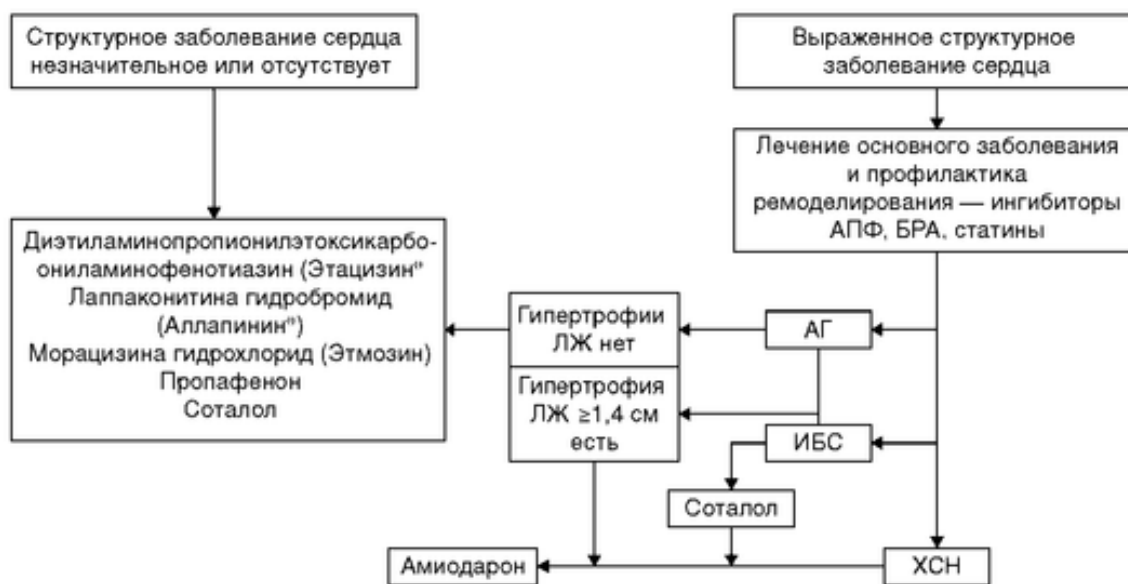 Структурное заболевание сердца
незначительное или отсутствует
Выраженное структурное
заболевание сердца
Лечение основного заболевания
и профилактика
ремоделирования — ингибиторы
АПФ, БРА, статины
Диэтиламинопропионилэтоксикарбо-
ониламинофенотиазин (Этацизин®
Лаппаконитина гидробромид
(Аллапинин®)
Морацизина гидрохлорид (Этмозин)
Пропафенон
Соталол
Гипертрофии
ЛЖ нет
АГ
Гипертрофия
ЛЖ ≥1,4 см
есть
ИБС
Соталол
Амиодарон
ХСН